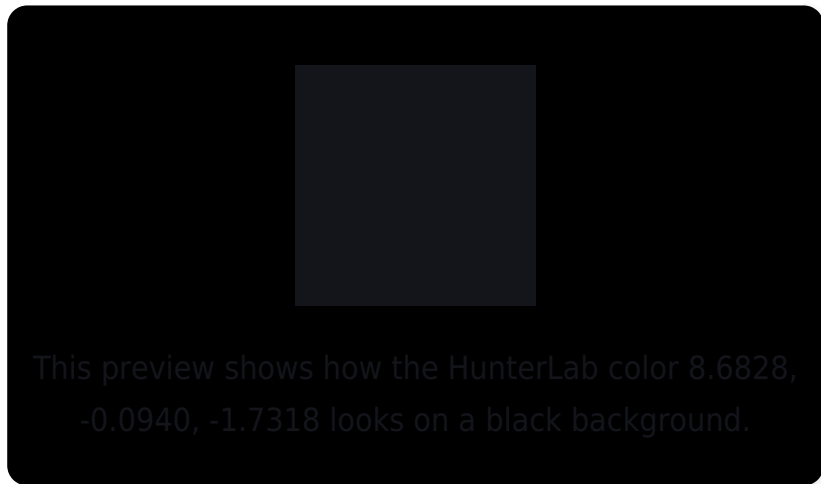 This preview shows how the HunterLab color 8.6828,
-0.0940, -1.7318 looks on a black background.